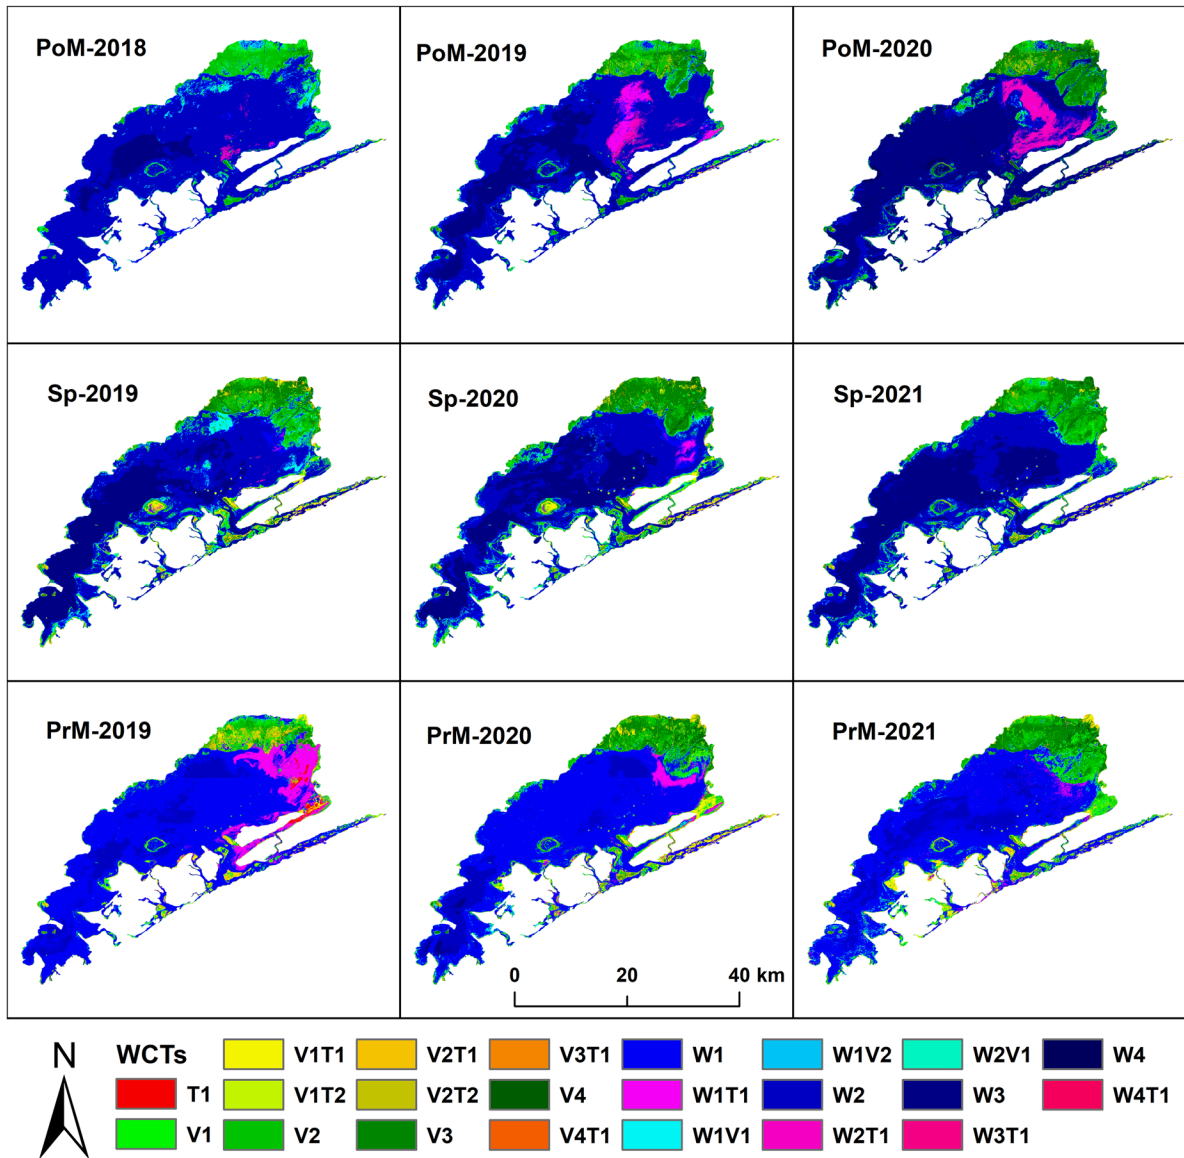 PoM-2018
PoM-2019
PoM-2020
Sp-2019
Sp-2020
Sp-2021
PrM-2019
PrM-2020
PrM-2021
0 20 40 km
N
WCTs
T1
V1
V1T1
V1T2
V2
V2T1
V2T2
V3
V3T1
V4
V4T1
W1
W1T1
W1V1
W1V2
W2
W2T1
W2V1
W3
W3T1
W4
W4T1